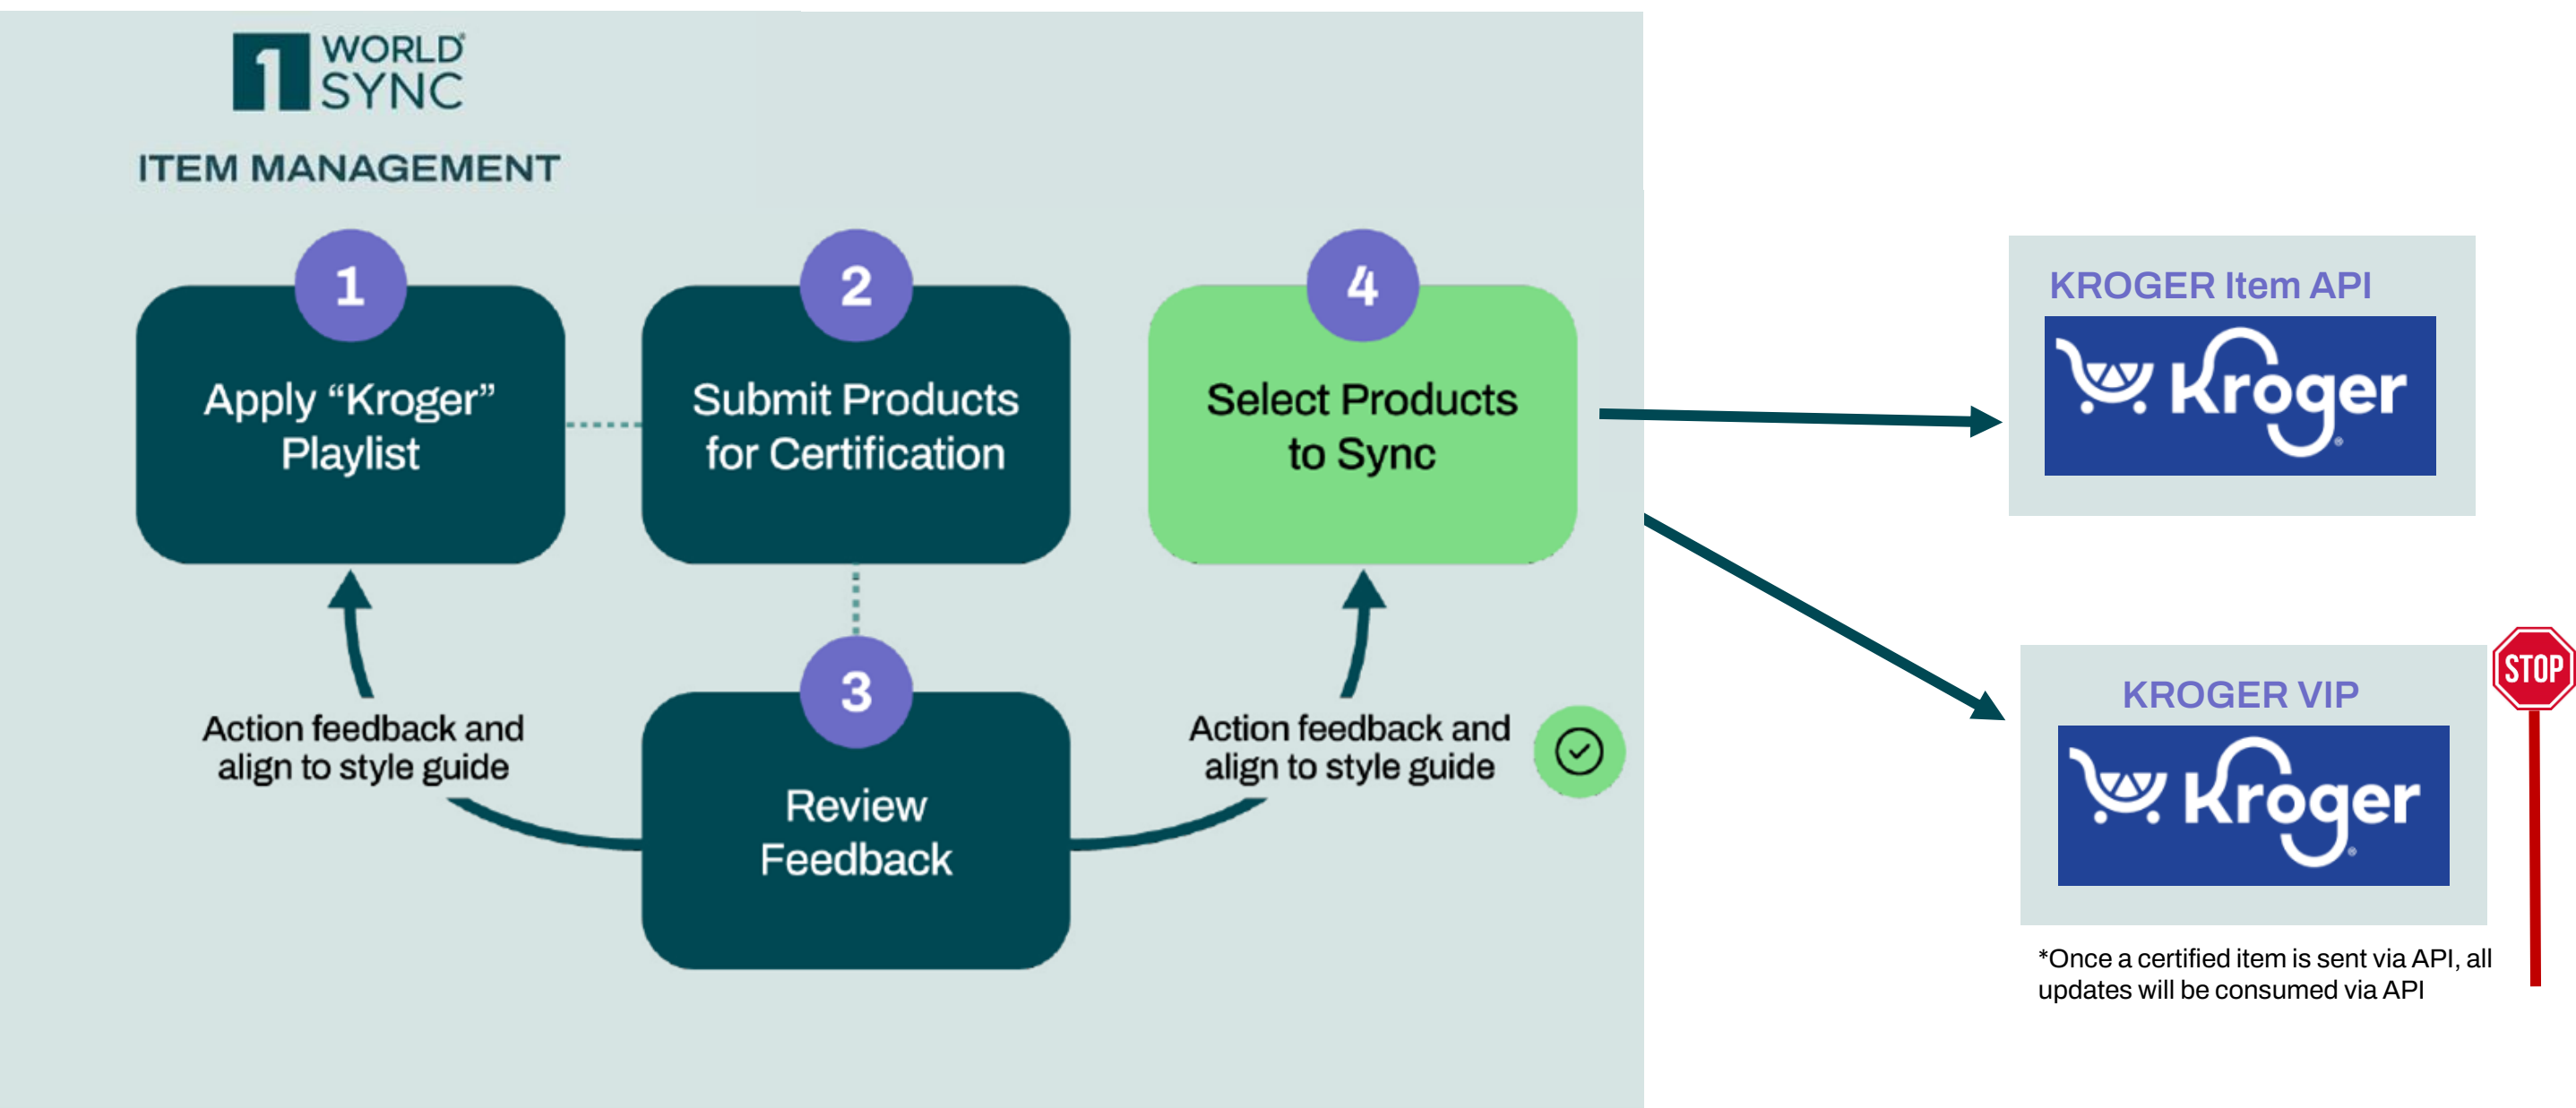 1 WORLD
SYNC
ITEM MANAGEMENT
1
Apply “Kroger”
Playlist
2
Submit Products
for Certification
4
Select Products
to Sync
Action feedback and
align to style guide
3
Review
Feedback
Action feedback and
align to style guide
KROGER Item API
Kroger®
KROGER VIP
Kroger®
STOP
*Once a certified item is sent via API, all
updates will be consumed via API